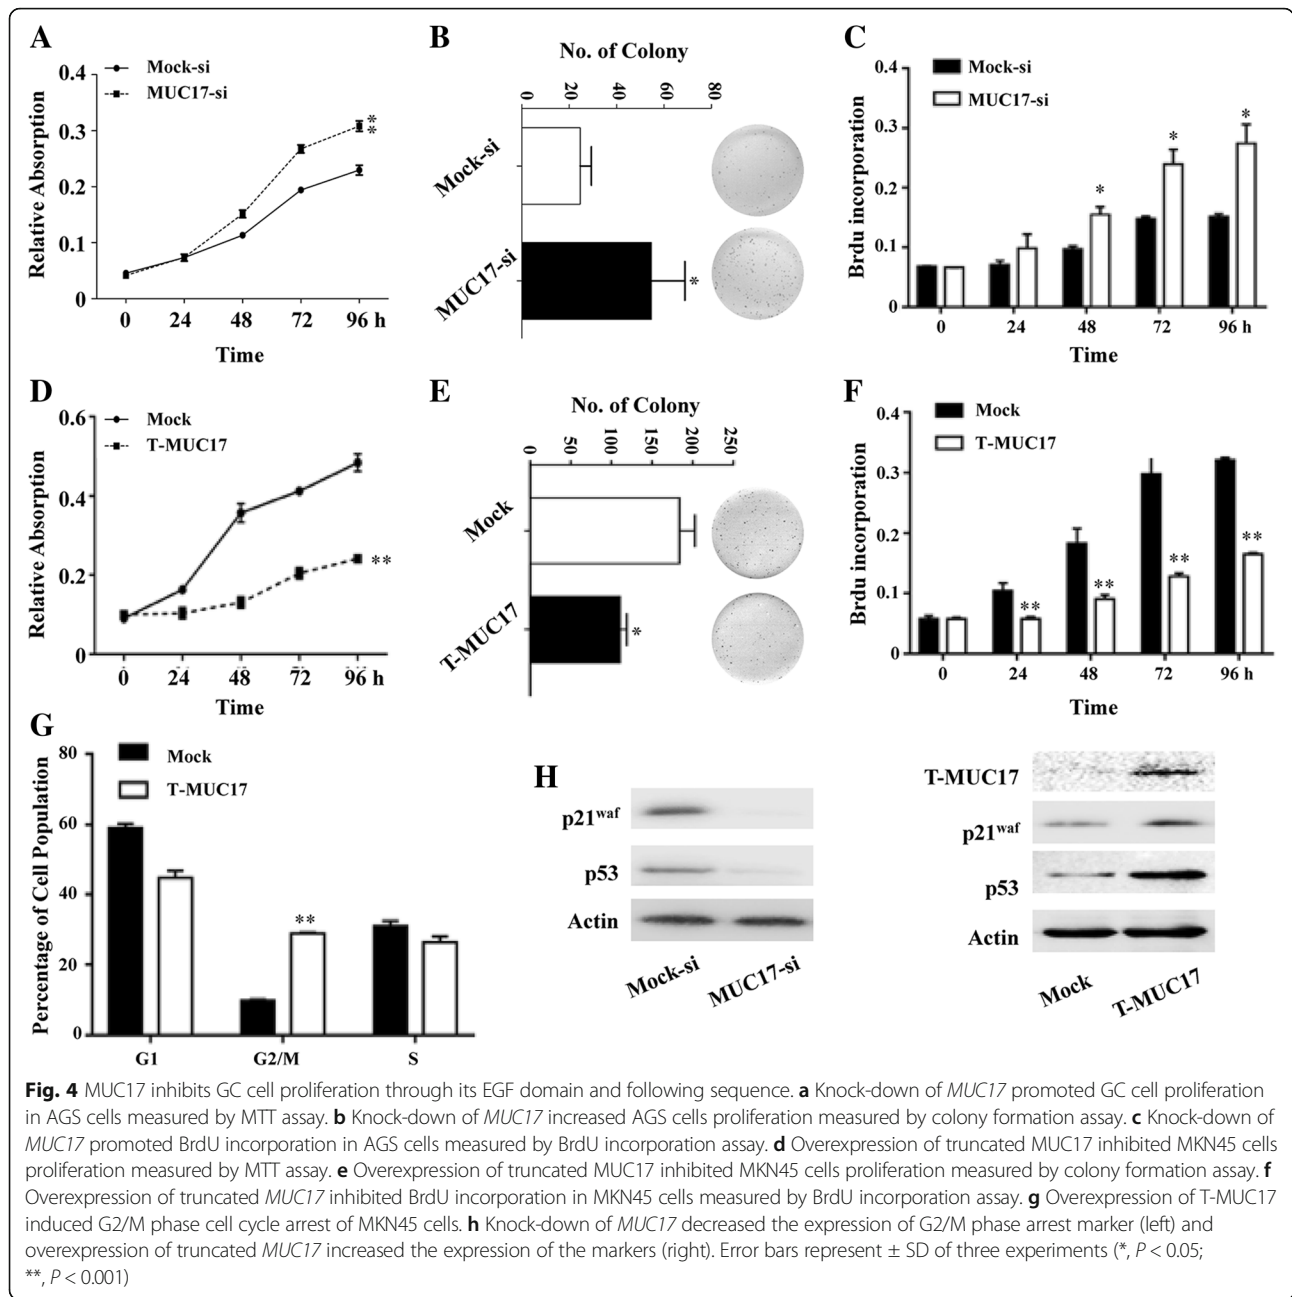 A
Mock-si
MUC17-si
Relative Absorption
0.4
0.3
0.2
0.1
0
**
0 24 48 72 96 h
Time
B
No. of Colony
0 20 40 60 80
Mock-si
MUC17-si
*
C
Mock-si
MUC17-si
Brdu incorporation
0.4
0.3
0.2
0.1
0
* * *
0 24 48 72 96 h
Time
D
Mock
T-MUC17
Relative Absorption
0.6
0.4
0.2
0
**
0 24 48 72 96 h
Time
E
No. of Colony
0 50 100 150 200 250
Mock
T-MUC17
*
F
Mock
T-MUC17
Brdu incorporation
0.4
0.3
0.2
0.1
0
** ** ** **
0 24 48 72 96 h
Time
G
Mock
T-MUC17
Percentage of Cell Population
80
60
40
20
0
**
G1 G2/M S
H
p21waf
p53
Actin
Mock-si MUC17-si
T-MUC17
p21waf
p53
Actin
Mock T-MUC17
Fig. 4 MUC17 inhibits GC cell proliferation through its EGF domain and following sequence. a Knock-down of MUC17 promoted GC cell proliferation
in AGS cells measured by MTT assay. b Knock-down of MUC17 increased AGS cells proliferation measured by colony formation assay. c Knock-down of
MUC17 promoted BrdU incorporation in AGS cells measured by BrdU incorporation assay. d Overexpression of truncated MUC17 inhibited MKN45 cells
proliferation measured by MTT assay. e Overexpression of truncated MUC17 inhibited MKN45 cells proliferation measured by colony formation assay. f
Overexpression of truncated MUC17 inhibited BrdU incorporation in MKN45 cells measured by BrdU incorporation assay. g Overexpression of T-MUC17
induced G2/M phase cell cycle arrest of MKN45 cells. h Knock-down of MUC17 decreased the expression of G2/M phase arrest marker (left) and
overexpression of truncated MUC17 increased the expression of the markers (right). Error bars represent ± SD of three experiments (*, P < 0.05;
**, P < 0.001)